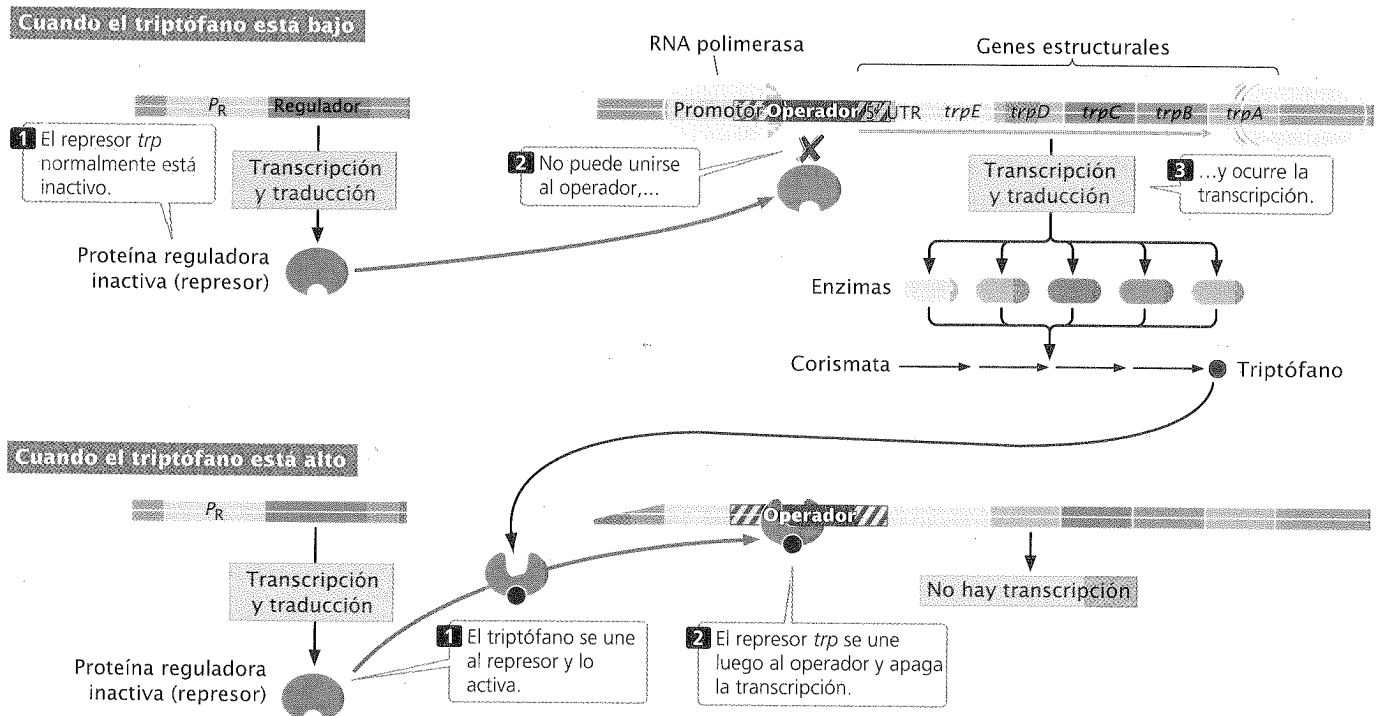 Cuando el triptófano está bajo
RNA polimerasa
Genes estructurales
PR
Regulador
Promotor
Operador
5' UTR
trpE
trpD
trpC
trpB
trpA
1 El represor trp
normalmente está
inactivo.
Transcripción
y traducción
2 No puede unirse
al operador,...
Transcripción
y traducción
3 ...y ocurre la
transcripción.
Proteína reguladora
inactiva (represor)
Enzimas
Corismata
Triptófano
Cuando el triptófano está alto
PR
Operador
Transcripción
y traducción
No hay transcripción
1 El triptófano se une
al represor y lo
activa.
2 El represor trp se une
luego al operador y apaga
la transcripción.
Proteína reguladora
inactiva (represor)